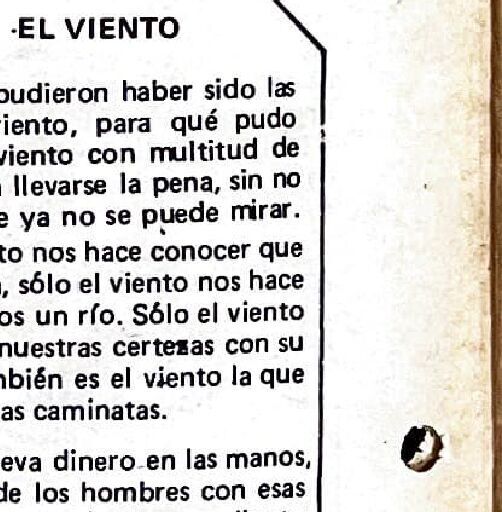 ·EL VIENTO
pudieron haber sido las
iento, para qué pudo
viento con multitud de
llevarse la pena, sin no
e ya no se puede mirar.
to nos hace conocer que
, sólo el viento nos hace
os un río. Sólo el viento
nuestras certezas con su
mbién es el viento la que
as caminatas.
eva dinero en las manos,
de los hombres con esas